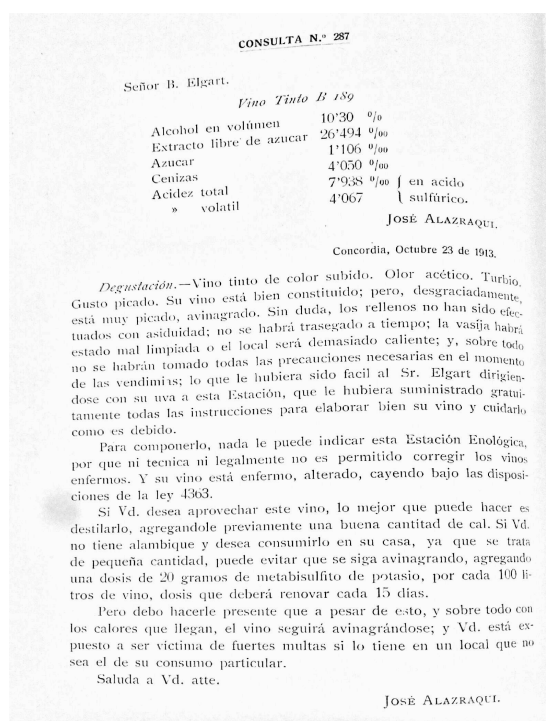 CONSULTA N.º 287
Señor B. Elgart.
Vino Tinto B 189
Alcohol en volúmen 10'30 º/o
Extracto libre de azucar 26'494 º/oo
Azucar 1'106 º/oo
Cenizas 4'050 º/oo
Acidez total 7'938 º/oo { en acido
» volatil 4'067 { sulfúrico.
JOSÉ ALAZRAQUI.
Concordia, Octubre 23 de 1913.
Degustación.—Vino tinto de color subido. Olor acético. Turbio.
Gusto picado. Su vino está bien constituido; pero, desgraciadamente,
está muy picado, avinagrado. Sin duda, los rellenos no han sido efec-
tuados con asiduidad; no se habrá trasegado a tiempo; la vasija habrá
estado mal limpiada o el local será demasiado caliente; y, sobre todo
no se habrán tomado todas las precauciones necesarias en el momento
de las vendimias; lo que le hubiera sido facil al Sr. Elgart dirigien-
dose con su uva a esta Estación, que le hubiera suministrado gratui-
tamente todas las instrucciones para elaborar bien su vino y cuidarlo
como es debido.
Para componerlo, nada le puede indicar esta Estación Enológica,
por que ni tecnica ni legalmente no es permitido corregir los vinos
enfermos. Y su vino está enfermo, alterado, cayendo bajo las disposi-
ciones de la ley 4363.
Si Vd. desea aprovechar este vino, lo mejor que puede hacer es
destilarlo, agregandole previamente una buena cantidad de cal. Si Vd.
no tiene alambique y desea consumirlo en su casa, ya que se trata
de pequeña cantidad, puede evitar que se siga avinagrando, agregando
una dosis de 20 gramos de metabisulfito de potasio, por cada 100 li-
tros de vino, dosis que deberá renovar cada 15 días.
Pero debo hacerle presente que a pesar de esto, y sobre todo con
los calores que llegan, el vino seguirá avinagrándose; y Vd. está ex-
puesto a ser víctima de fuertes multas si lo tiene en un local que no
sea el de su consumo particular.
Saluda a Vd. atte.
JOSÉ ALAZRAQUI.